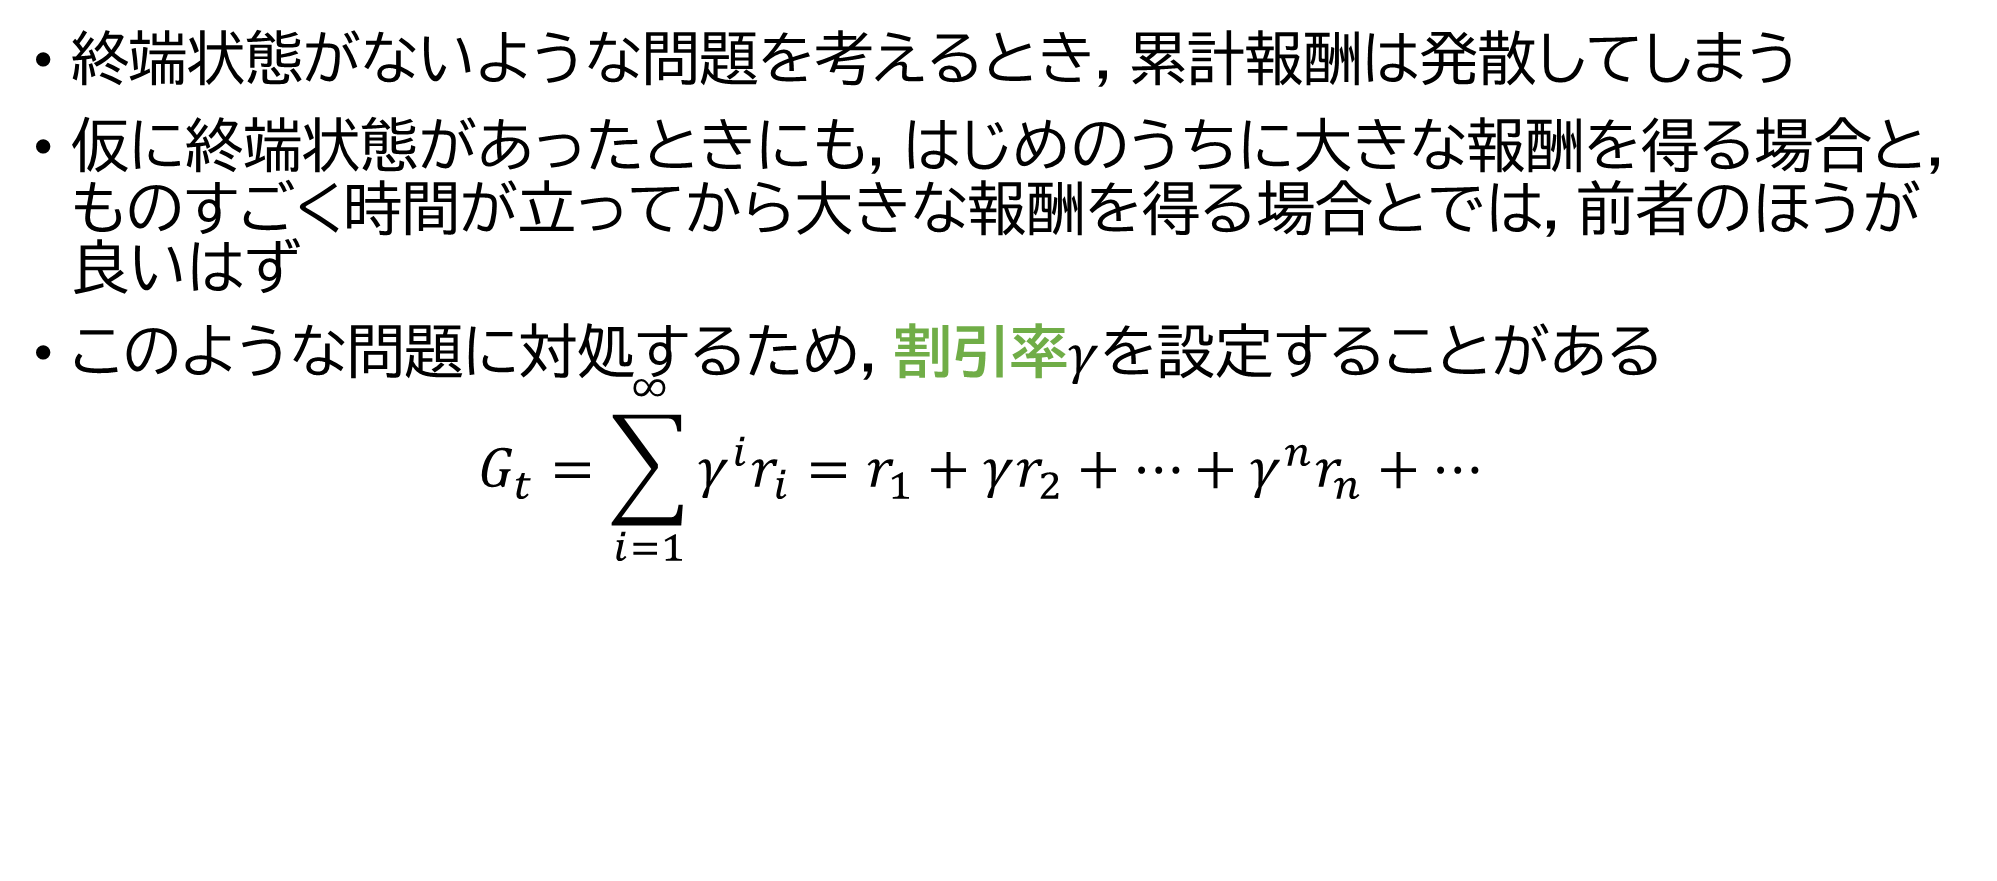 • 終端状態がないような問題を考えるとき, 累計報酬は発散してしまう
• 仮に終端状態があったときにも, はじめのうちに大きな報酬を得る場合と,
ものすごく時間が立ってから大きな報酬を得る場合とでは, 前者のほうが
良いはず
• このような問題に対処するため, 割引率γを設定することがある
G_t = ∑_{i=1}^{∞} γ^i r_i = r_1 + γr_2 + ⋯ + γ^n r_n + ⋯